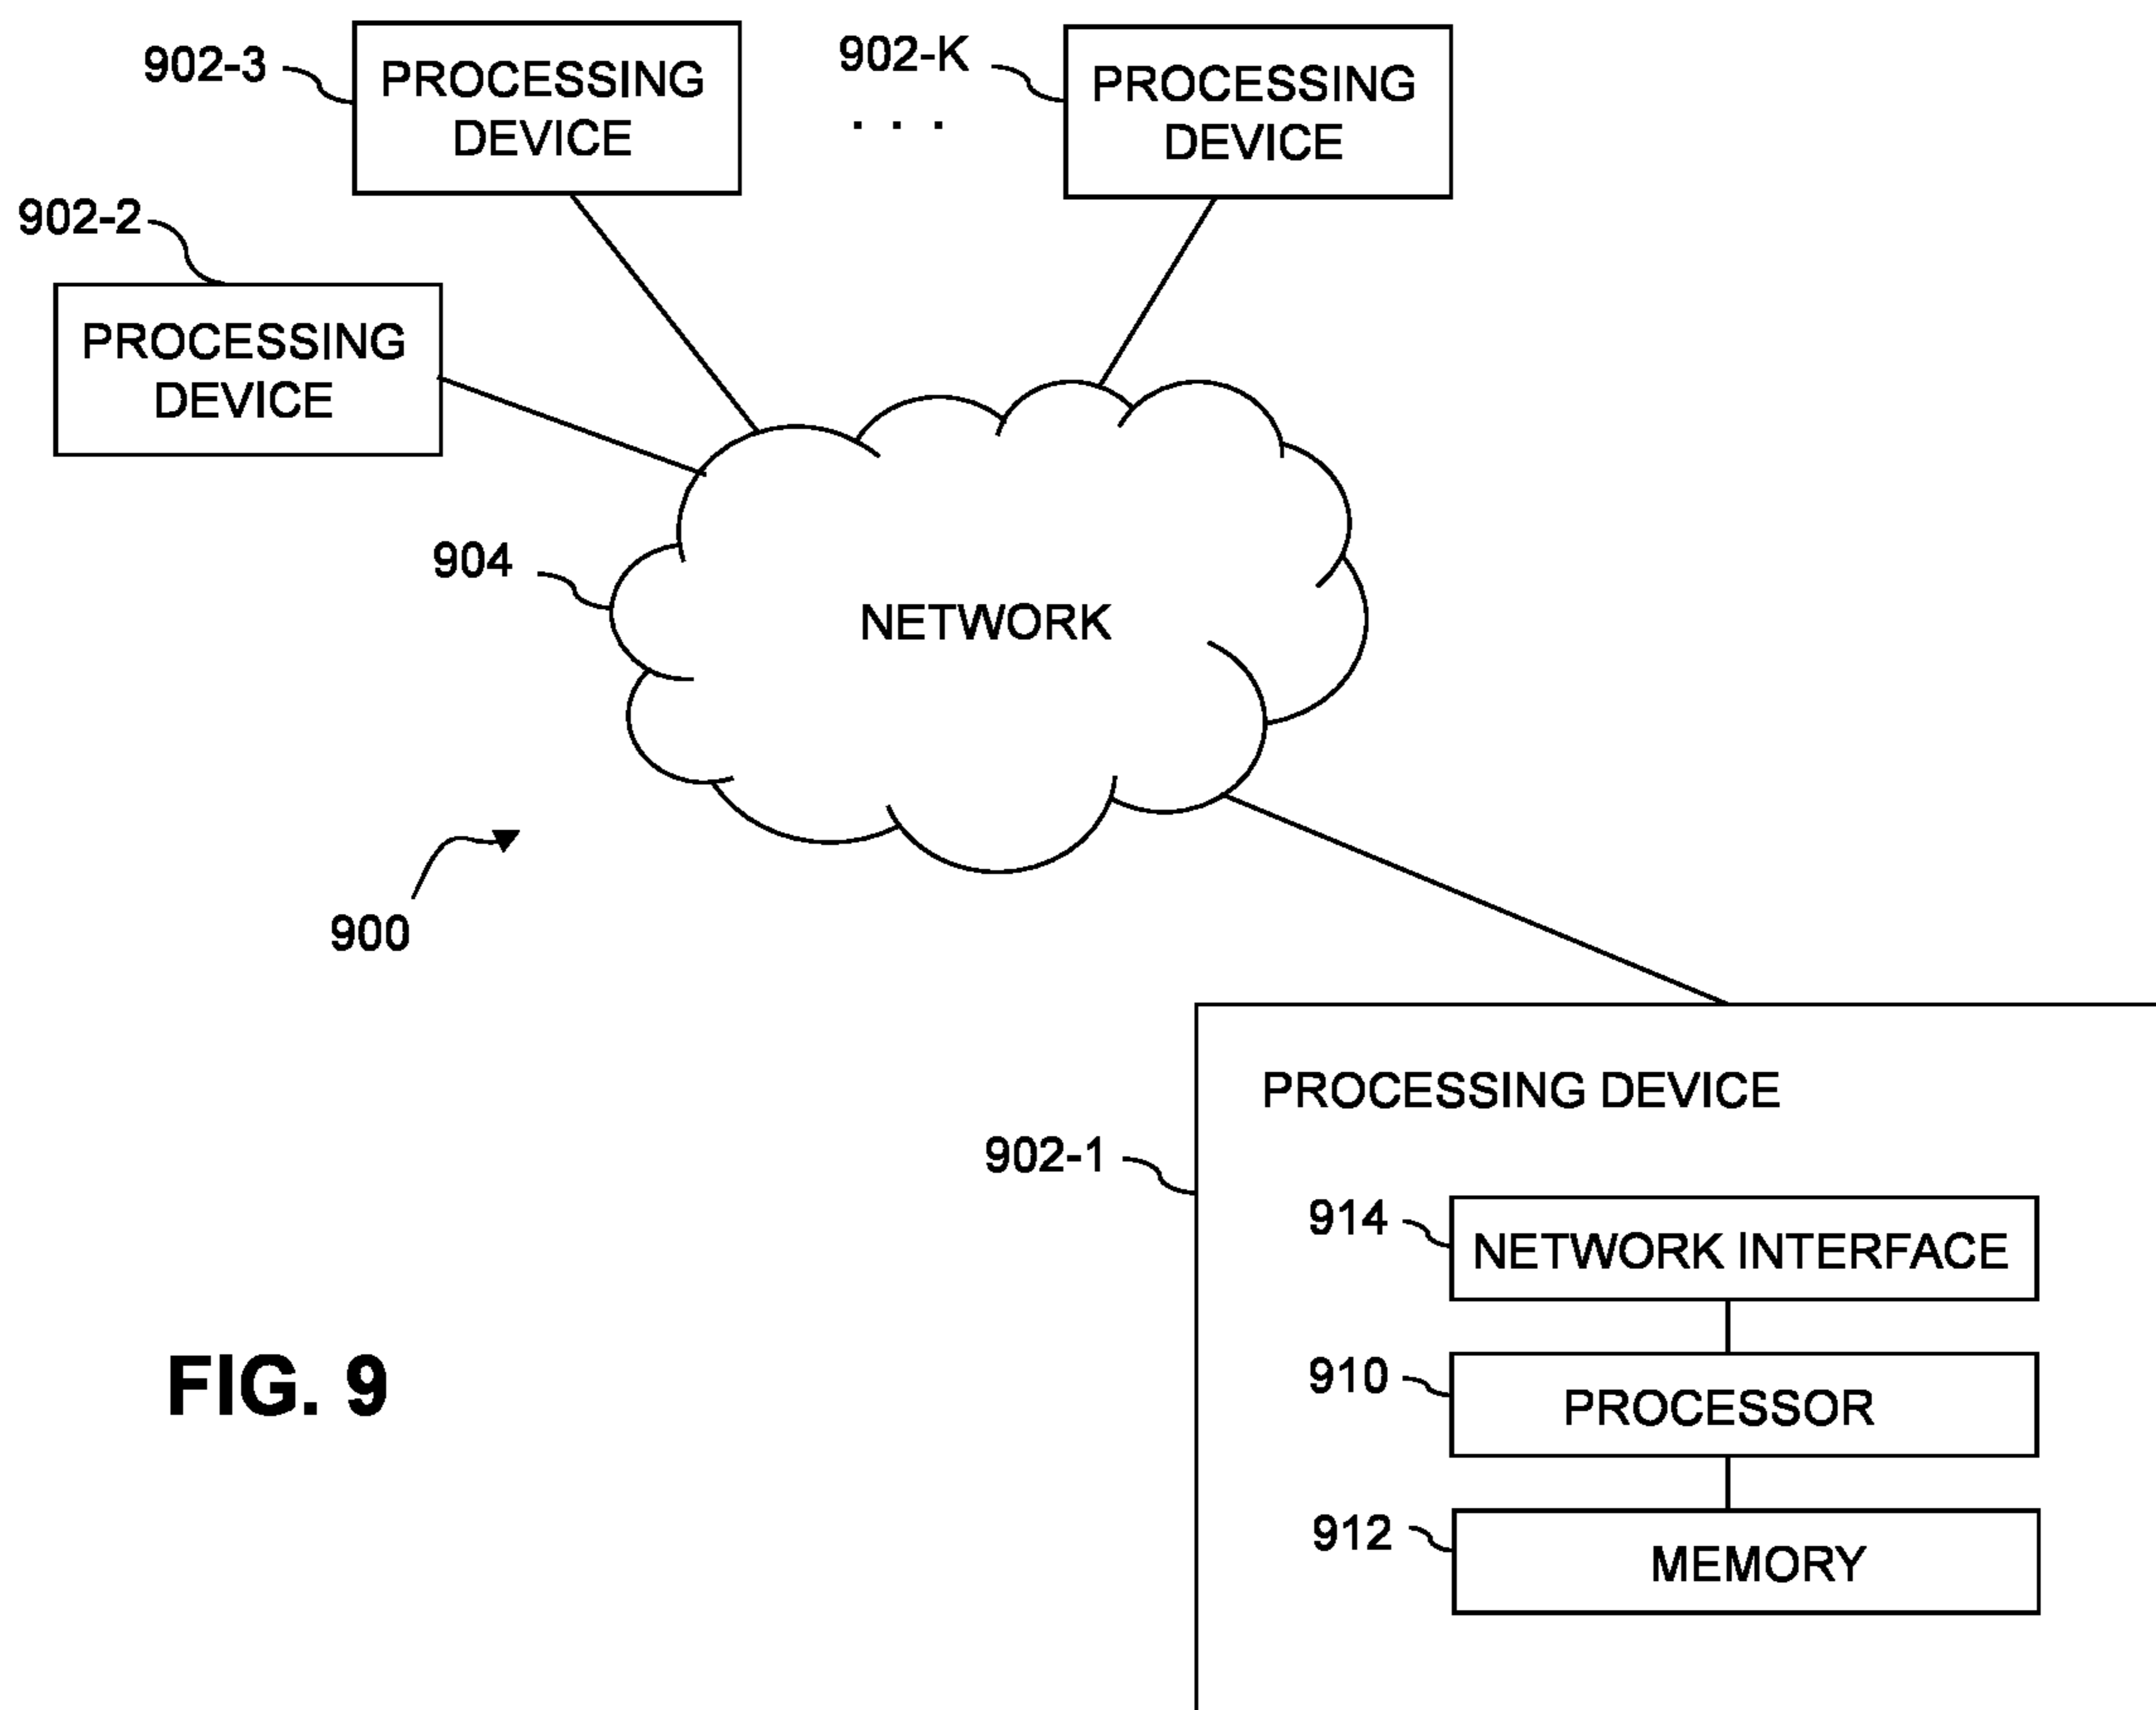 902-3
PROCESSING
DEVICE
902-K
. . .
PROCESSING
DEVICE
902-2
PROCESSING
DEVICE
904
NETWORK
900
PROCESSING DEVICE
902-1
914
NETWORK INTERFACE
910
PROCESSOR
912
MEMORY
FIG. 9